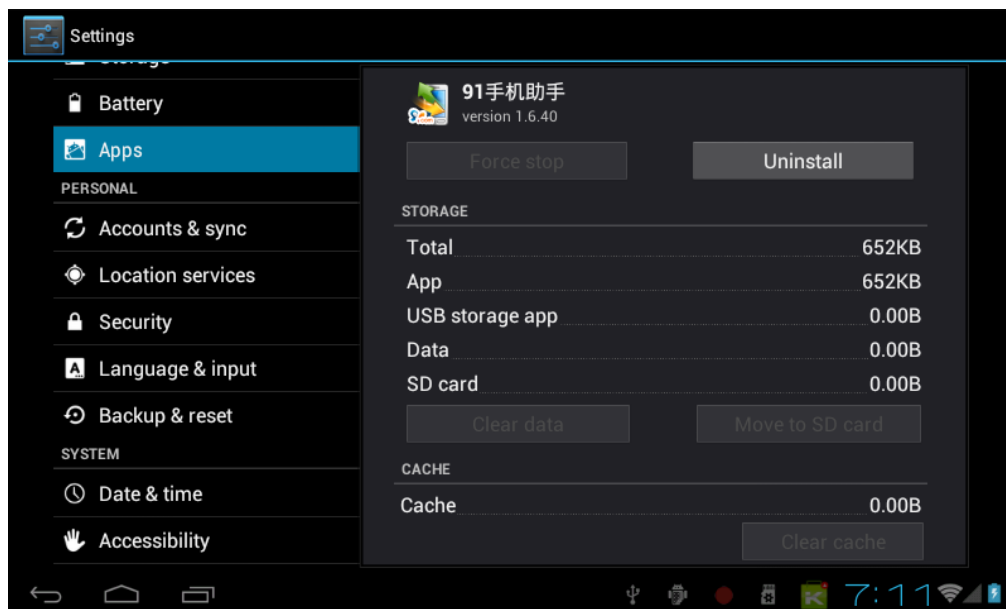 Settings
Storage
Battery
Apps
PERSONAL
Accounts & sync
Location services
Security
Language & input
Backup & reset
SYSTEM
Date & time
Accessibility
91手机助手
version 1.6.40
Force stop
Uninstall
STORAGE
Total 652KB
App 652KB
USB storage app 0.00B
Data 0.00B
SD card 0.00B
Clear data
Move to SD card
CACHE
Cache 0.00B
Clear cache
7:11